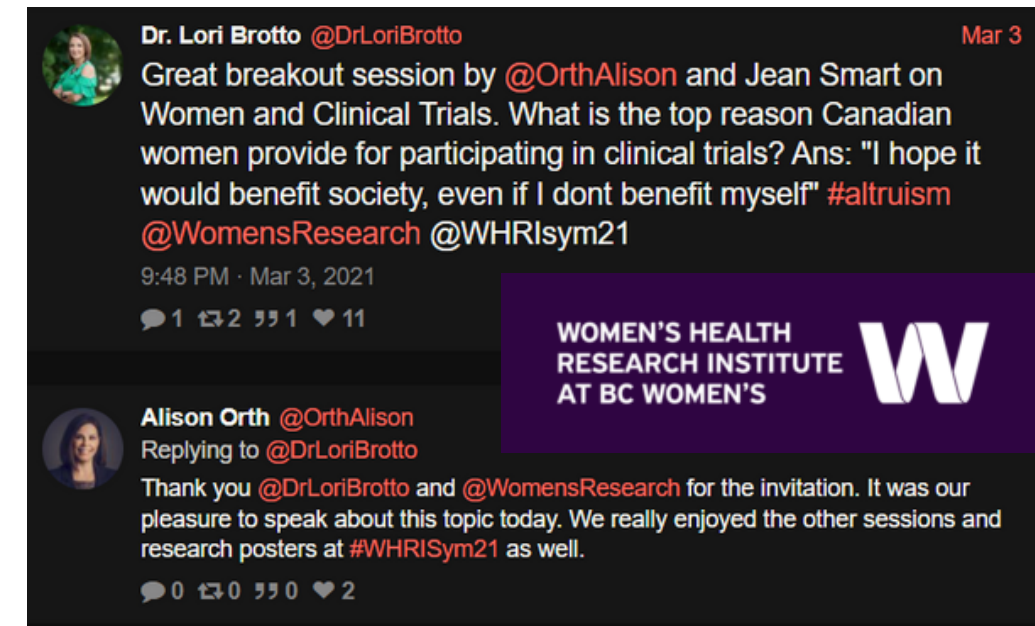 Dr. Lori Brotto @DrLoriBrotto Mar 3
Great breakout session by @OrthAlison and Jean Smart on
Women and Clinical Trials. What is the top reason Canadian
women provide for participating in clinical trials? Ans: "I hope it
would benefit society, even if I dont benefit myself" #altruism
@WomensResearch @WHRIsym21
9:48 PM · Mar 3, 2021
1 2 1 11
WOMEN'S HEALTH
RESEARCH INSTITUTE
AT BC WOMEN'S
W
Alison Orth @OrthAlison
Replying to @DrLoriBrotto
Thank you @DrLoriBrotto and @WomensResearch for the invitation. It was our
pleasure to speak about this topic today. We really enjoyed the other sessions and
research posters at #WHRISym21 as well.
0 0 0 2